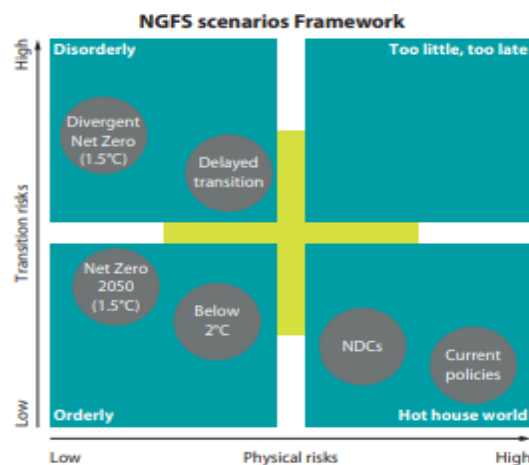 NGFS scenarios Framework
High
Transition risks
Low
Disorderly
Too little, too late
Divergent
Net Zero
(1.5°C)
Delayed
transition
Net Zero
2050
(1.5°C)
Below
2°C
NDCs
Current
policies
Orderly
Hot house world
Low
Physical risks
High